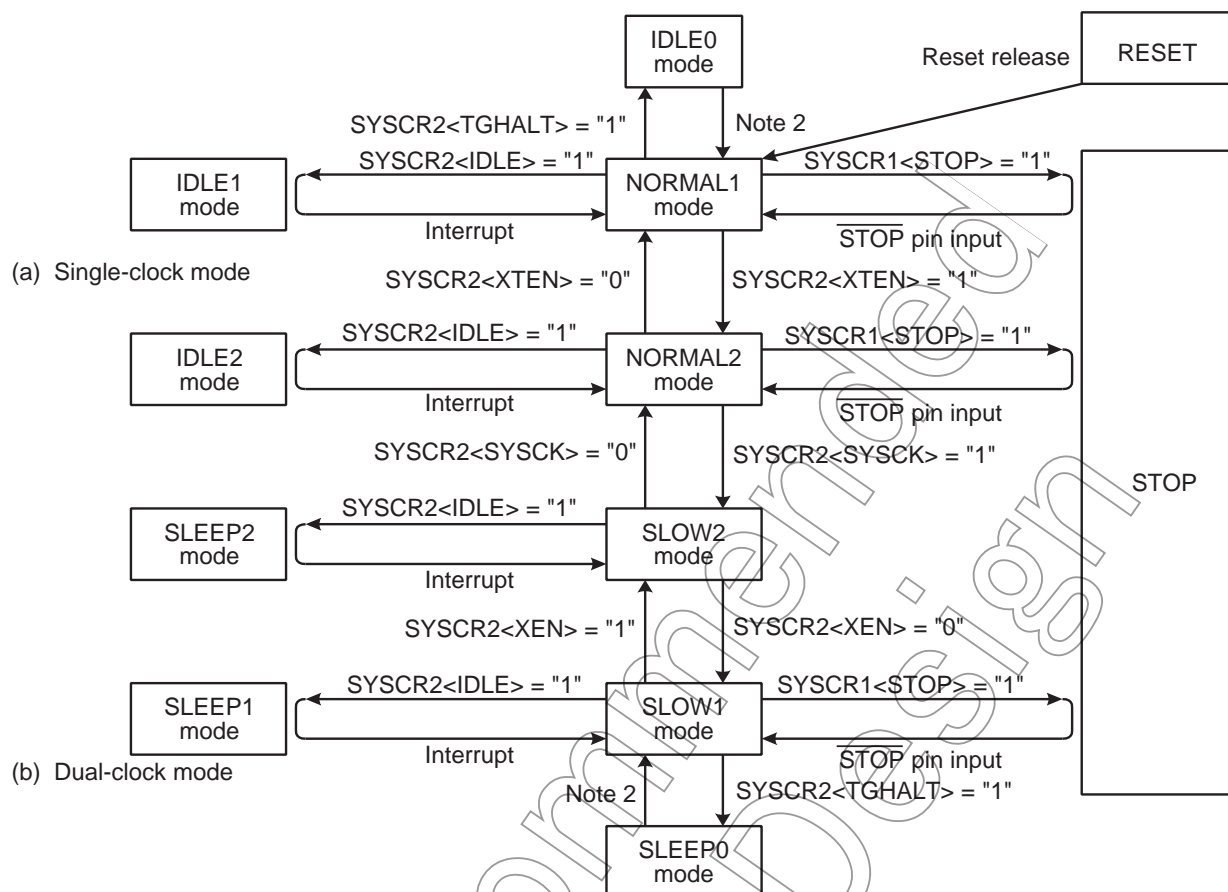 IDLE0
mode
Reset release
RESET
SYSCR2<TGHALT> = "1"
Note 2
SYSCR2<IDLE> = "1"
SYSCR1<STOP> = "1"
IDLE1
mode
NORMAL1
mode
Interrupt
STOP pin input
(a) Single-clock mode
SYSCR2<XTEN> = "0"
SYSCR2<XTEN> = "1"
SYSCR2<IDLE> = "1"
SYSCR1<STOP> = "1"
IDLE2
mode
NORMAL2
mode
Interrupt
STOP pin input
SYSCR2<SYSCK> = "0"
SYSCR2<SYSCK> = "1"
STOP
SYSCR2<IDLE> = "1"
SLEEP2
mode
SLOW2
mode
Interrupt
SYSCR2<XEN> = "1"
SYSCR2<XEN> = "0"
SYSCR2<IDLE> = "1"
SYSCR1<STOP> = "1"
SLEEP1
mode
SLOW1
mode
Interrupt
STOP pin input
(b) Dual-clock mode
Note 2
SYSCR2<TGHALT> = "1"
SLEEP0
mode
ommended
Design